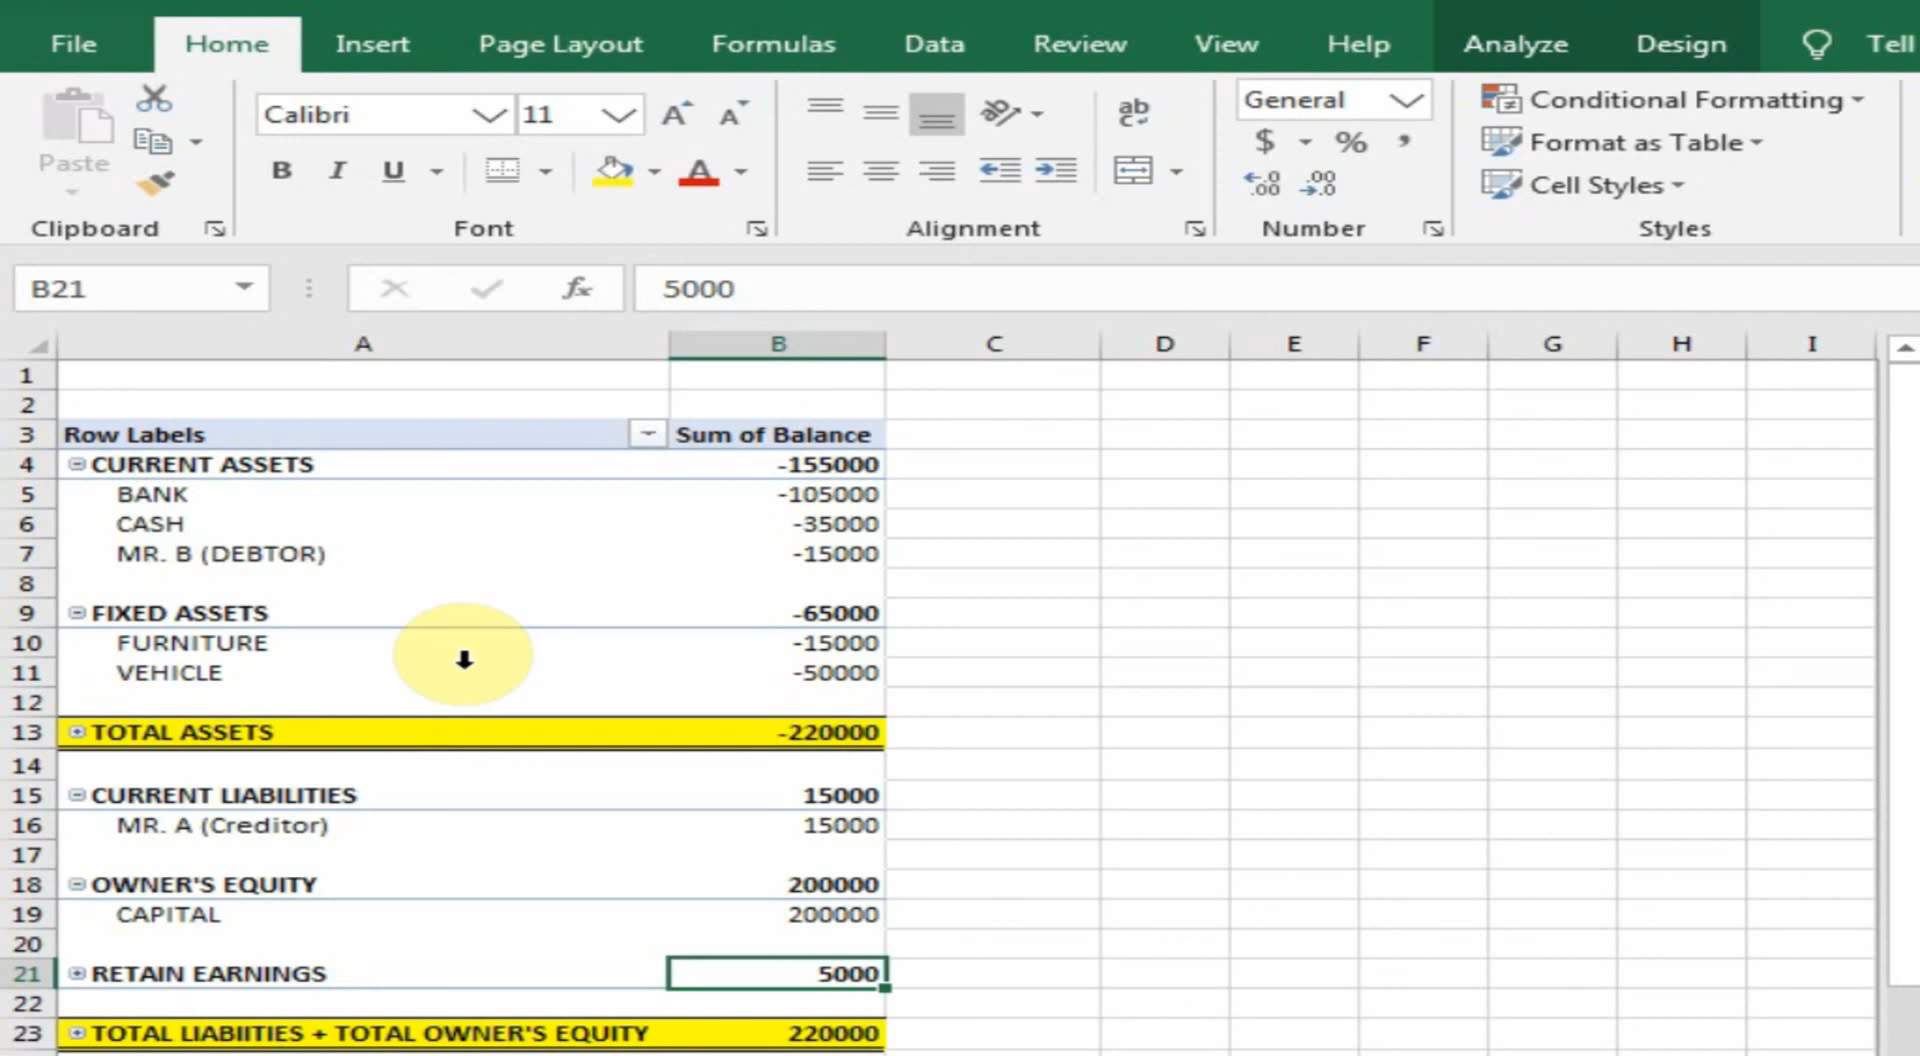 File Home Insert Page Layout Formulas Data Review View Help Analyze Design Tell
Calibri 11 ab General Conditional Formatting
$ % , Format as Table
Paste B I U A .00 .00 Cell Styles
Clipboard Font Alignment Number Styles
B21 fx 5000
A B C D E F G H I
1
2
3 Row Labels Sum of Balance
4 CURRENT ASSETS -155000
5 BANK -105000
6 CASH -35000
7 MR. B (DEBTOR) -15000
8
9 FIXED ASSETS -65000
10 FURNITURE -15000
11 VEHICLE -50000
12
13 TOTAL ASSETS -220000
14
15 CURRENT LIABILITIES 15000
16 MR. A (Creditor) 15000
17
18 OWNER'S EQUITY 200000
19 CAPITAL 200000
20
21 RETAIN EARNINGS 5000
22
23 TOTAL LIABIITIES + TOTAL OWNER'S EQUITY 220000